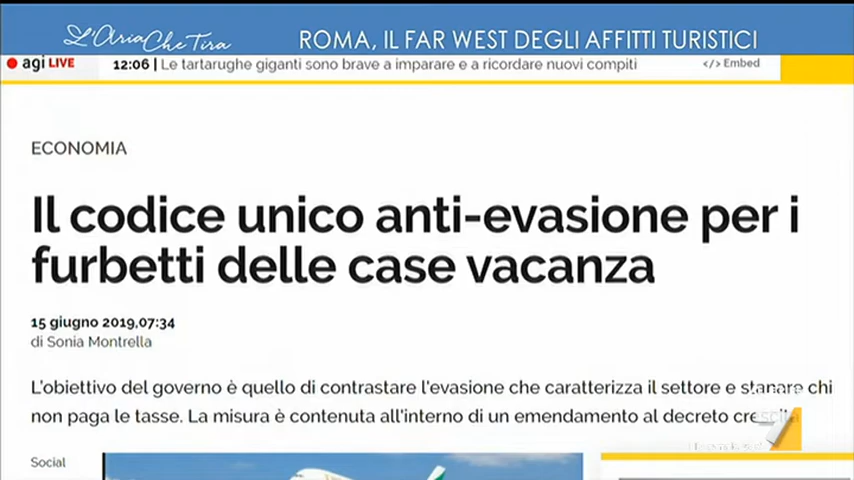 L'Aria Che Tira
ROMA, IL FAR WEST DEGLI AFFITTI TURISTICI
agi LIVE
12:06 | Le tartarughe giganti sono brave a imparare e a ricordare nuovi compiti
</> Embed
ECONOMIA
Il codice unico anti-evasione per i
furbetti delle case vacanza
15 giugno 2019,07:34
di Sonia Montrella
L'obiettivo del governo è quello di contrastare l'evasione che caratterizza il settore e stanare chi
non paga le tasse. La misura è contenuta all'interno di un emendamento al decreto crescita
Social